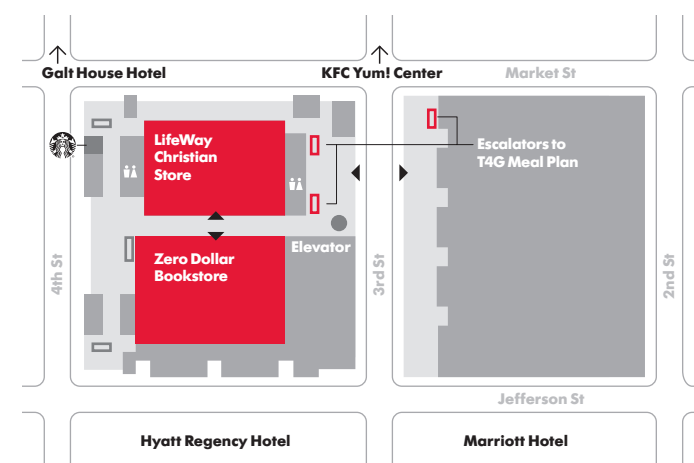 Galt House Hotel
KFC Yum! Center
Market St
LifeWay
Christian
Store
Escalators to
T4G Meal Plan
Elevator
Zero Dollar
Bookstore
4th St
3rd St
2nd St
Jefferson St
Hyatt Regency Hotel
Marriott Hotel